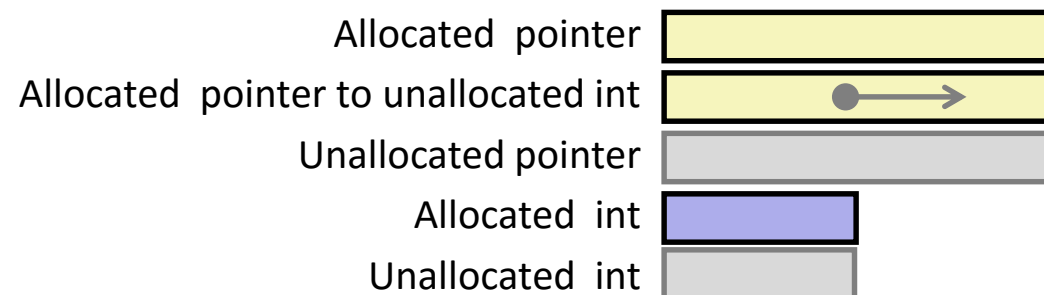 Allocated pointer
Allocated pointer to unallocated int
Unallocated pointer
Allocated int
Unallocated int